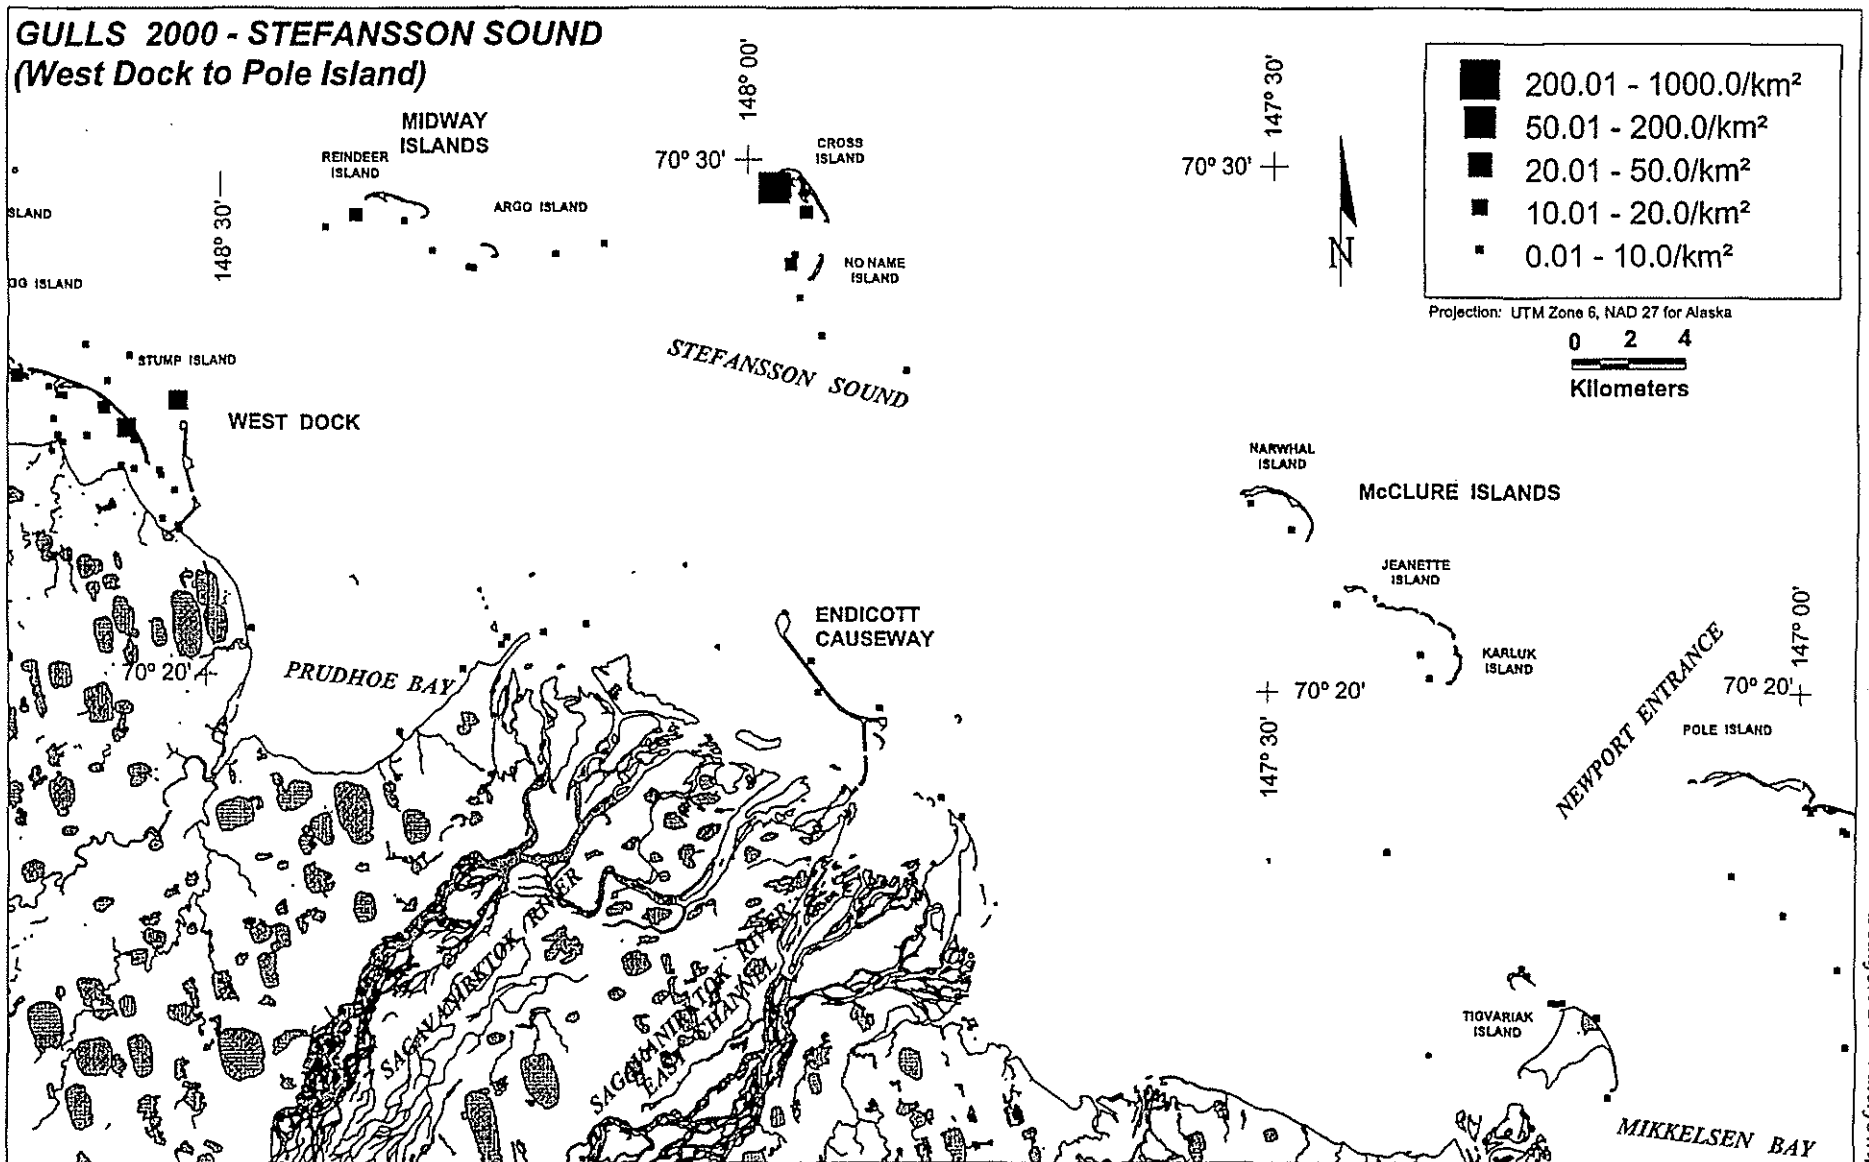 GULLS 2000 - STEFANSSON SOUND
(West Dock to Pole Island)
200.01 - 1000.0/km²
50.01 - 200.0/km²
20.01 - 50.0/km²
10.01 - 20.0/km²
0.01 - 10.0/km²
Projection: UTM Zone 6, NAD 27 for Alaska
0 2 4
Kilometers
N
148° 00'
147° 30'
70° 30'
70° 30'
148° 30'
MIDWAY
ISLANDS
REINDEER
ISLAND
ARGO ISLAND
CROSS
ISLAND
NO NAME
ISLAND
SLAND
OG ISLAND
STUMP ISLAND
WEST DOCK
STEFANSSON SOUND
NARWHAL
ISLAND
McCLURE ISLANDS
JEANETTE
ISLAND
KARLUK
ISLAND
ENDICOTT
CAUSEWAY
PRUDHOE BAY
70° 20'
70° 20'
147° 30'
70° 20'
147° 00'
NEWPORT ENTRANCE
POLE ISLAND
SAGAVANIRKTOK RIVER
SAGAVANIRKTOK RIVER
EAST CHANNEL
TIGVARIAK
ISLAND
MIKKELSEN BAY